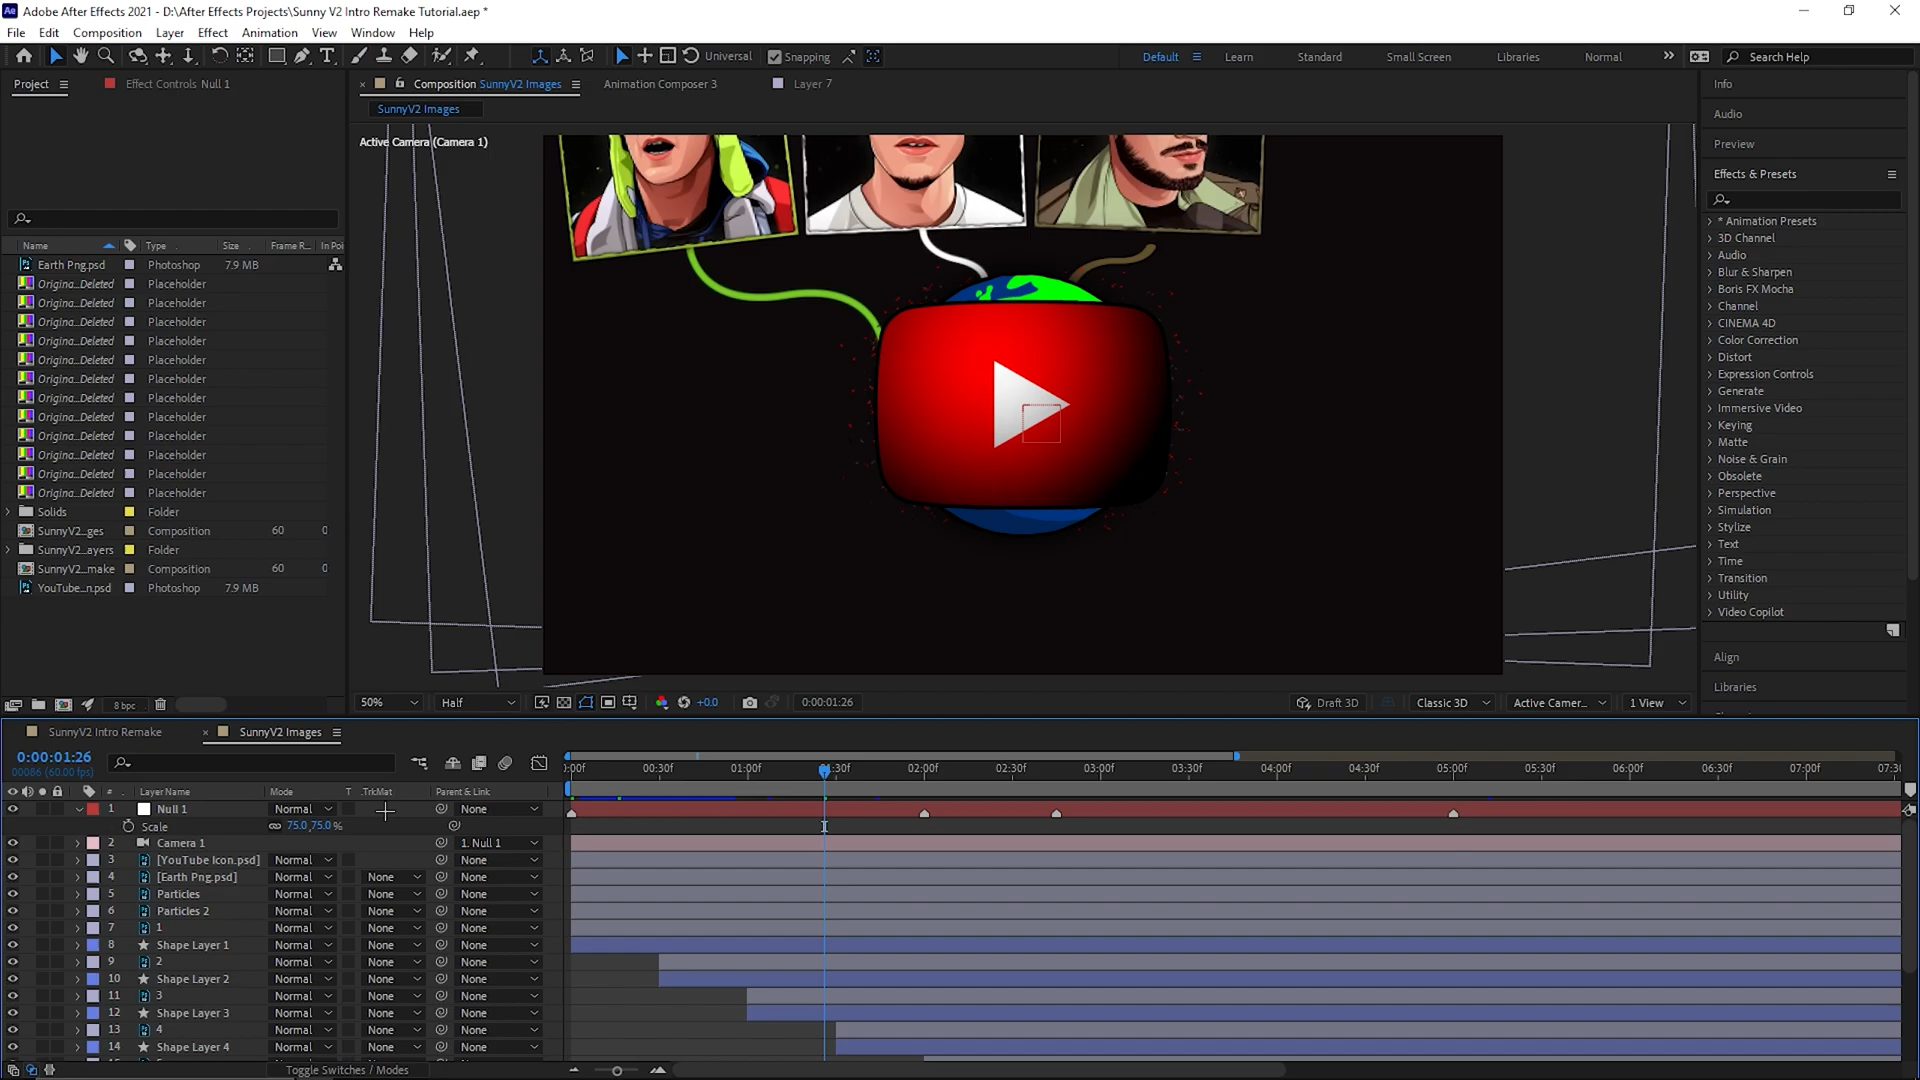 Adobe After Effects 2021 - D:\After Effects Projects\Sunny V2 Intro Remake Tutorial.aep *
File Edit Composition Layer Effect Animation View Window Help
Universal Snapping Default Learn Standard Small Screen Libraries Normal Search Help
Project Effect Controls Null 1
Composition SunnyV2 Images Animation Composer 3 Layer 7
SunnyV2 Images
Active Camera (Camera 1)
Name Type Size Frame R... In Poi
Earth Png.psd Photoshop 7.9 MB
Origina...Deleted Placeholder
Origina...Deleted Placeholder
Origina...Deleted Placeholder
Origina...Deleted Placeholder
Origina...Deleted Placeholder
Origina...Deleted Placeholder
Origina...Deleted Placeholder
Origina...Deleted Placeholder
Origina...Deleted Placeholder
Origina...Deleted Placeholder
Origina...Deleted Placeholder
Origina...Deleted Placeholder
Solids Folder
SunnyV2...ges Composition 60 0
SunnyV2...ayers Folder
SunnyV2...make Composition 60 0
YouTube...n.psd Photoshop 7.9 MB
8 bpc
50% Half +0.0 0:00:01:26 Draft 3D Classic 3D Active Camer... 1 View
Info
Audio
Preview
Effects & Presets
* Animation Presets
3D Channel
Audio
Blur & Sharpen
Boris FX Mocha
Channel
CINEMA 4D
Color Correction
Distort
Expression Controls
Generate
Immersive Video
Keying
Matte
Noise & Grain
Obsolete
Perspective
Simulation
Stylize
Text
Time
Transition
Utility
Video Copilot
Align
Libraries
SunnyV2 Intro Remake SunnyV2 Images
0:00:01:26
00086 (60.00 fps)
:00f 00:30f 01:00f 01:30f 02:00f 02:30f 03:00f 03:30f 04:00f 04:30f 05:00f 05:30f 06:00f 06:30f 07:00f 07:30
# Layer Name Mode T .TrkMat Parent & Link
1 Null 1 Normal None
Scale 75.0,75.0%
2 Camera 1 1. Null 1
3 [YouTube Icon.psd] Normal None
4 [Earth Png.psd] Normal None None
5 Particles Normal None None
6 Particles 2 Normal None None
7 1 Normal None None
8 Shape Layer 1 Normal None None
9 2 Normal None None
10 Shape Layer 2 Normal None None
11 3 Normal None None
12 Shape Layer 3 Normal None None
13 4 Normal None None
14 Shape Layer 4 Normal None None
Toggle Switches / Modes